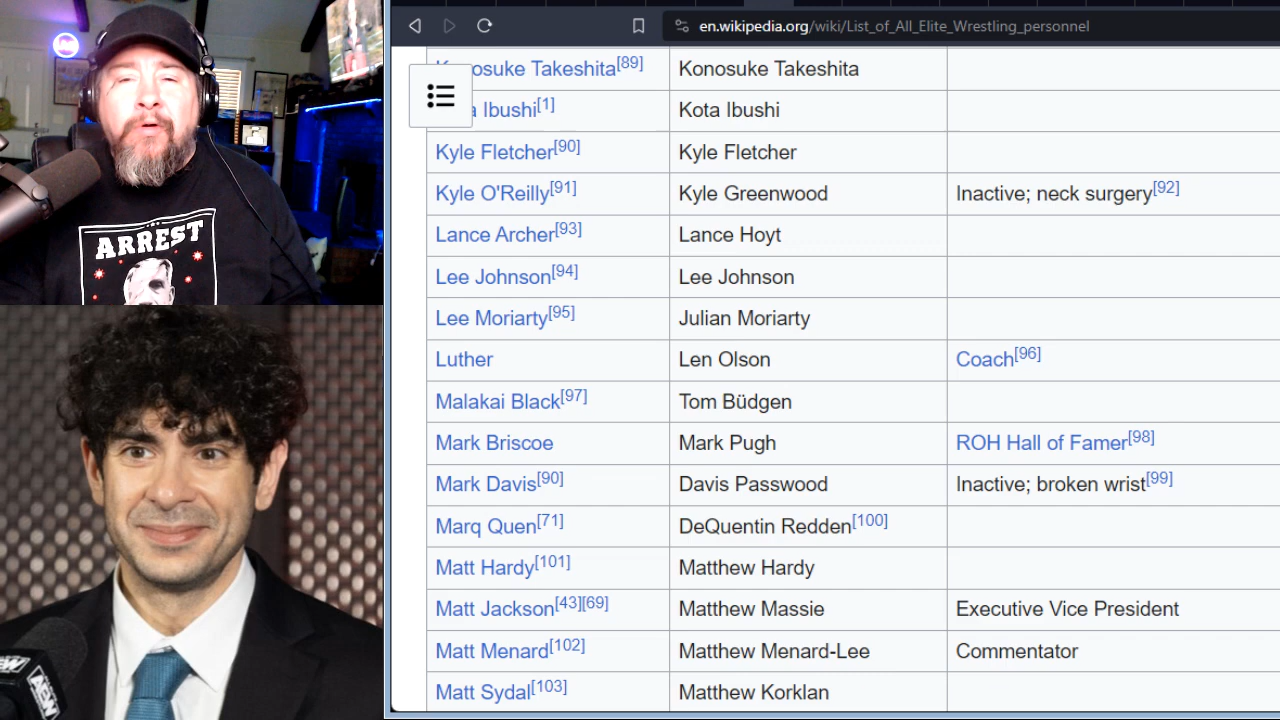 en.wikipedia.org/wiki/List_of_All_Elite_Wrestling_personnel
ARREST
AEW
nosuke Takeshita[89] Konosuke Takeshita
a Ibushi[1] Kota Ibushi
Kyle Fletcher[90] Kyle Fletcher
Kyle O'Reilly[91] Kyle Greenwood Inactive; neck surgery[92]
Lance Archer[93] Lance Hoyt
Lee Johnson[94] Lee Johnson
Lee Moriarty[95] Julian Moriarty
Luther Len Olson Coach[96]
Malakai Black[97] Tom Büdgen
Mark Briscoe Mark Pugh ROH Hall of Famer[98]
Mark Davis[90] Davis Passwood Inactive; broken wrist[99]
Marq Quen[71] DeQuentin Redden[100]
Matt Hardy[101] Matthew Hardy
Matt Jackson[43][69] Matthew Massie Executive Vice President
Matt Menard[102] Matthew Menard-Lee Commentator
Matt Sydal[103] Matthew Korklan